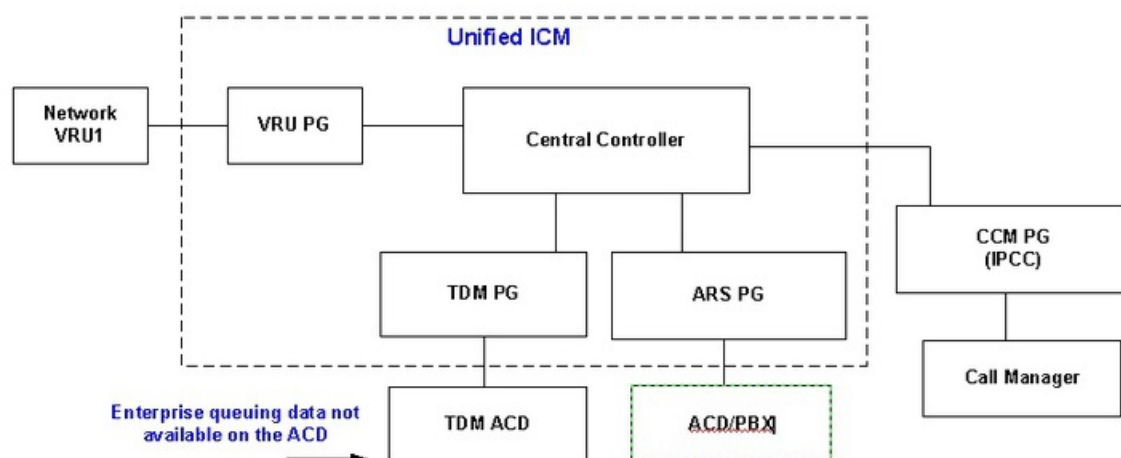 Unified ICM
Network
VRU1
VRU PG
Central Controller
CCM PG
(IPCC)
TDM PG
ARS PG
Call Manager
Enterprise queuing data not
available on the ACD
TDM ACD
ACD/PBX